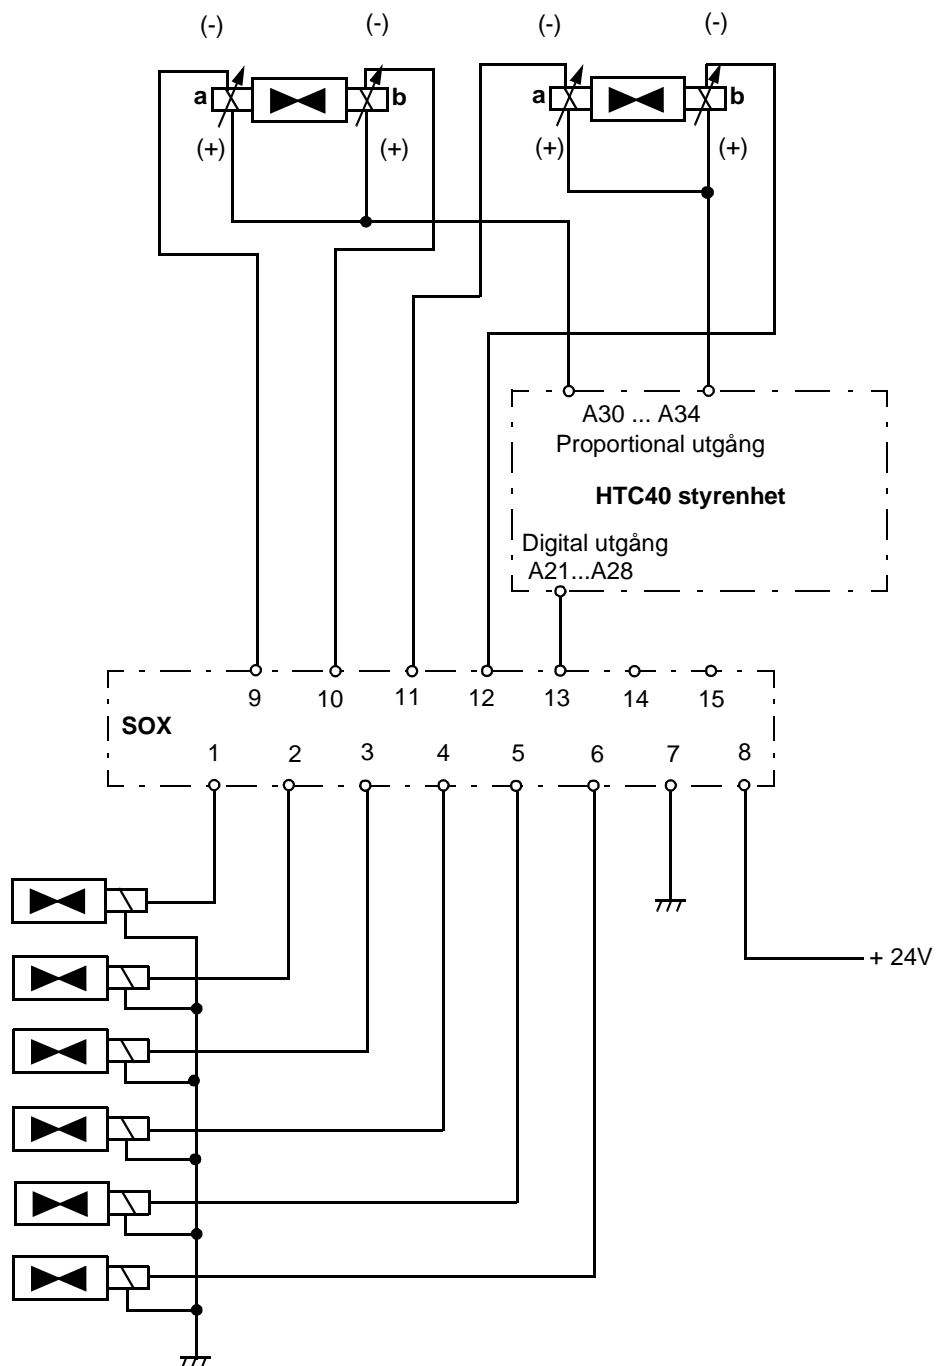 (-) (-) (-) (-)
a b a b
(+) (+) (+) (+)
A30 ... A34
Proportional utgång
HTC40 styrenhet
Digital utgång
A21...A28
9 10 11 12 13 14 15
SOX
1 2 3 4 5 6 7 8
+ 24V